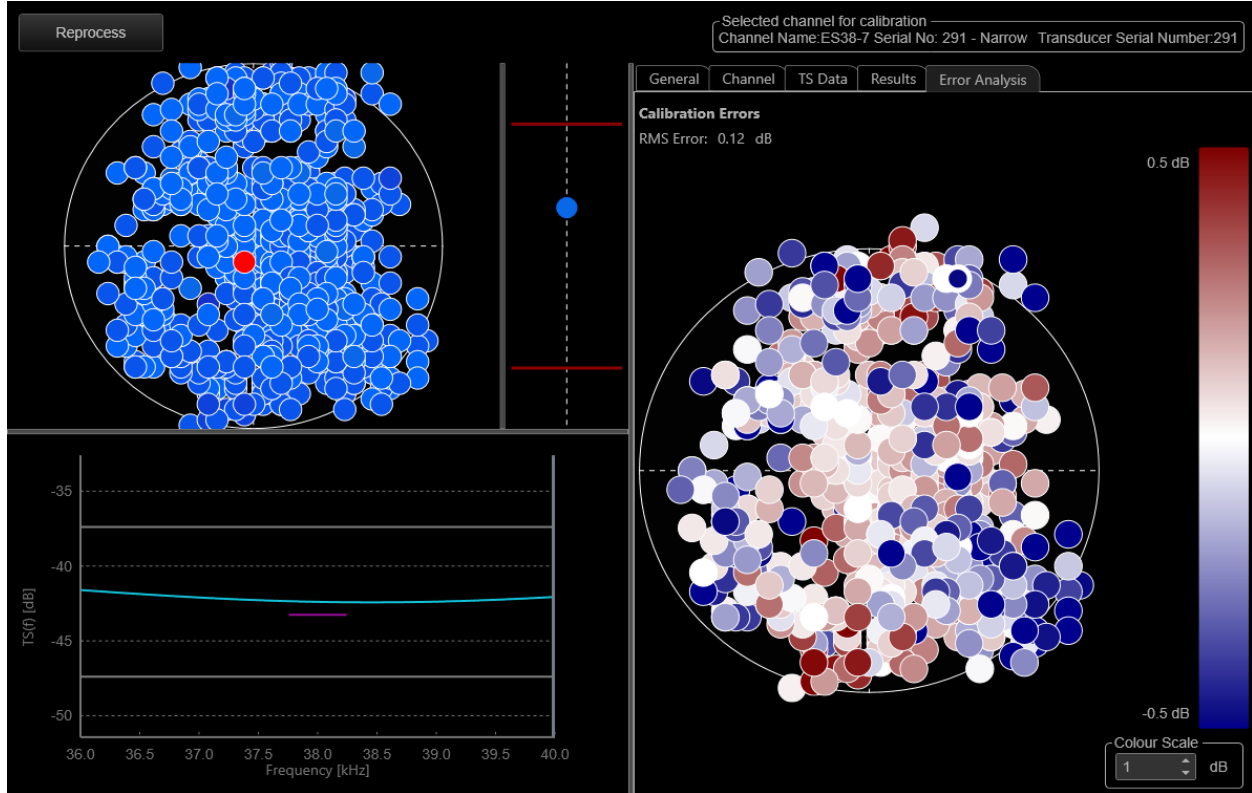 Reprocess
Selected channel for calibration
Channel Name:ES38-7 Serial No: 291 - Narrow Transducer Serial Number:291
General Channel TS Data Results Error Analysis
Calibration Errors
RMS Error: 0.12 dB
0.5 dB
-0.5 dB
Colour Scale
1 dB
-35
-40
-45
-50
TS(f) [dB]
36.0 36.5 37.0 37.5 38.0 38.5 39.0 39.5 40.0
Frequency [kHz]